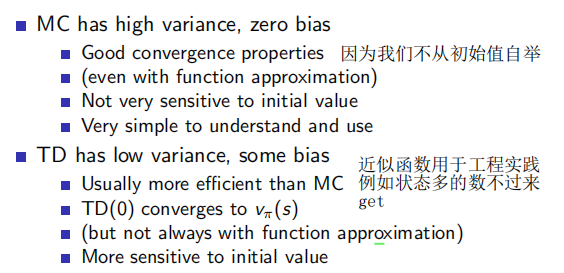 MC has high variance, zero bias
Good convergence properties 因为我们不从初始值自举
(even with function approximation)
Not very sensitive to initial value
Very simple to understand and use
TD has low variance, some bias
近似函数用于工程实践
Usually more efficient than MC 例如状态多的数不过来
TD(0) converges to vπ(s) get
(but not always with function approximation)
More sensitive to initial value